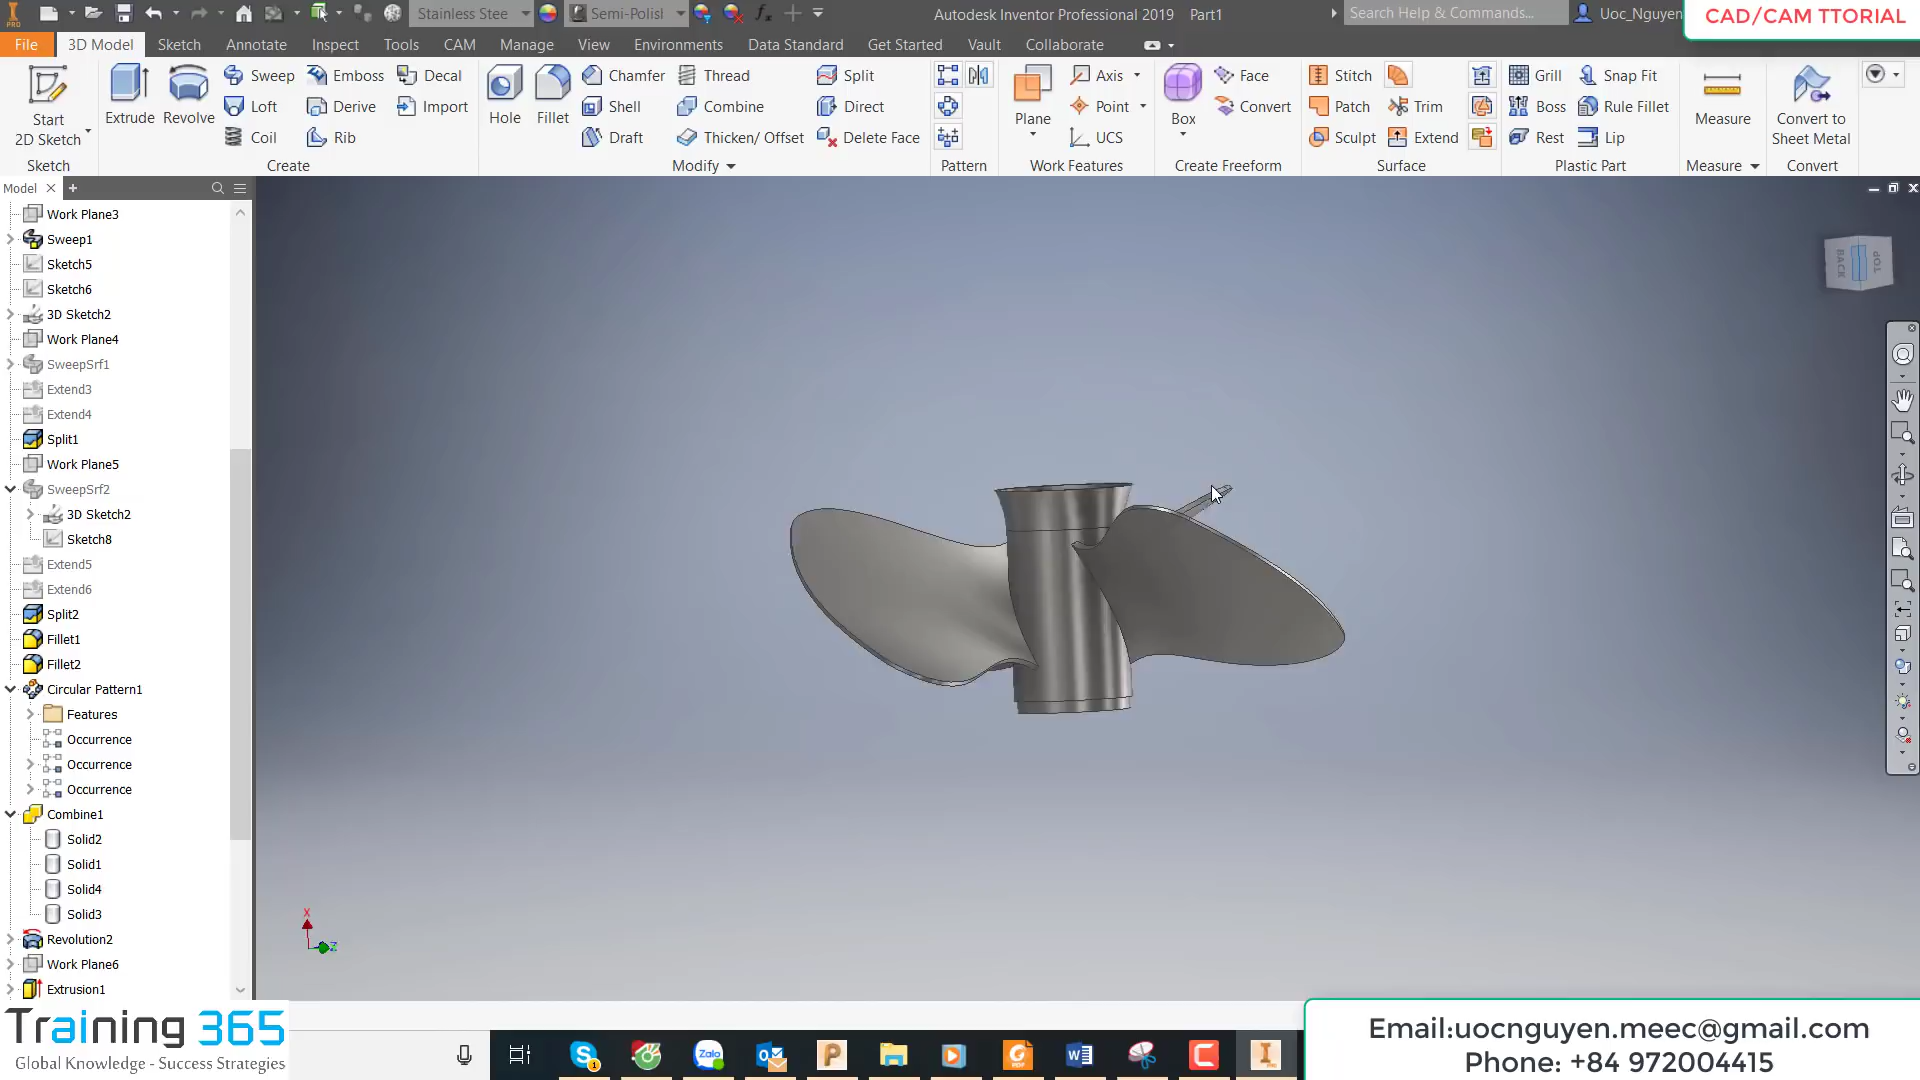 Stainless Stee
Semi-Polisl
Autodesk Inventor Professional 2019 Part1
Search Help & Commands...
Uoc_Nguyen
CAD/CAM TTORIAL
PRO
File
3D Model
Sketch
Annotate
Inspect
Tools
CAM
Manage
View
Environments
Data Standard
Get Started
Vault
Collaborate
Start
2D Sketch
Extrude
Revolve
Sweep
Loft
Coil
Emboss
Derive
Rib
Decal
Import
Hole
Fillet
Chamfer
Shell
Draft
Thread
Combine
Thicken/ Offset
Split
Direct
Delete Face
Plane
Axis
Point
UCS
Box
Face
Convert
Stitch
Patch
Sculpt
Trim
Extend
Grill
Boss
Rest
Snap Fit
Rule Fillet
Lip
Measure
Convert to
Sheet Metal
Sketch
Create
Modify
Pattern
Work Features
Create Freeform
Surface
Plastic Part
Measure
Convert
Model
Work Plane3
Sweep1
Sketch5
Sketch6
3D Sketch2
Work Plane4
SweepSrf1
Extend3
Extend4
Split1
Work Plane5
SweepSrf2
3D Sketch2
Sketch8
Extend5
Extend6
Split2
Fillet1
Fillet2
Circular Pattern1
Features
Occurrence
Occurrence
Occurrence
Combine1
Solid2
Solid1
Solid4
Solid3
Revolution2
Work Plane6
Extrusion1
BACK
TOP
X
Z
Training 365
Global Knowledge - Success Strategies
Zalo
Email:uocnguyen.meec@gmail.com
Phone: +84 972004415